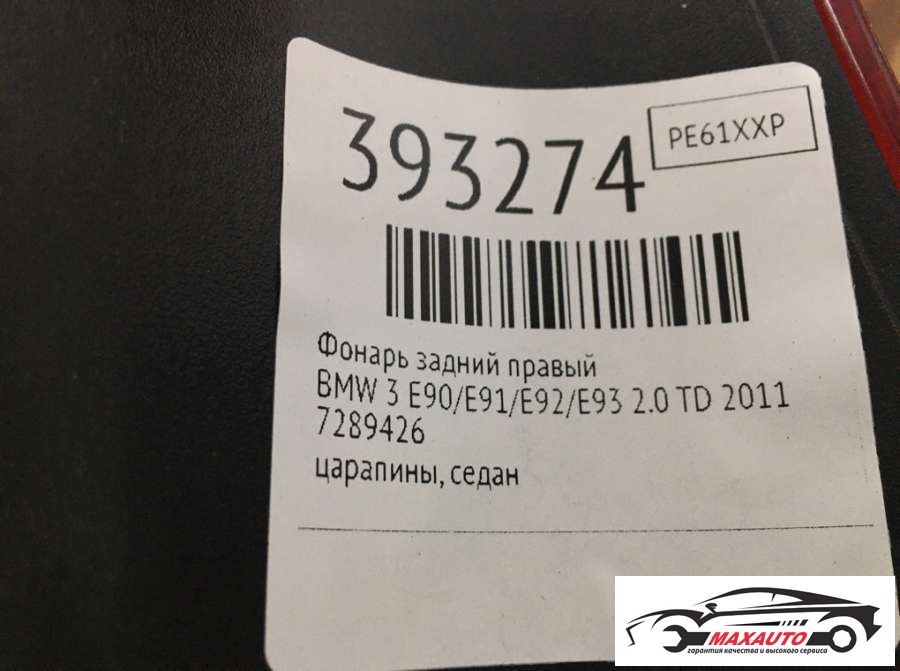 393274
PE61XXP
Фонарь задний правый
BMW 3 E90/E91/E92/E93 2.0 TD 2011
7289426
царапины, седан
MAXAUTO
гарантия качества и высокого сервиса